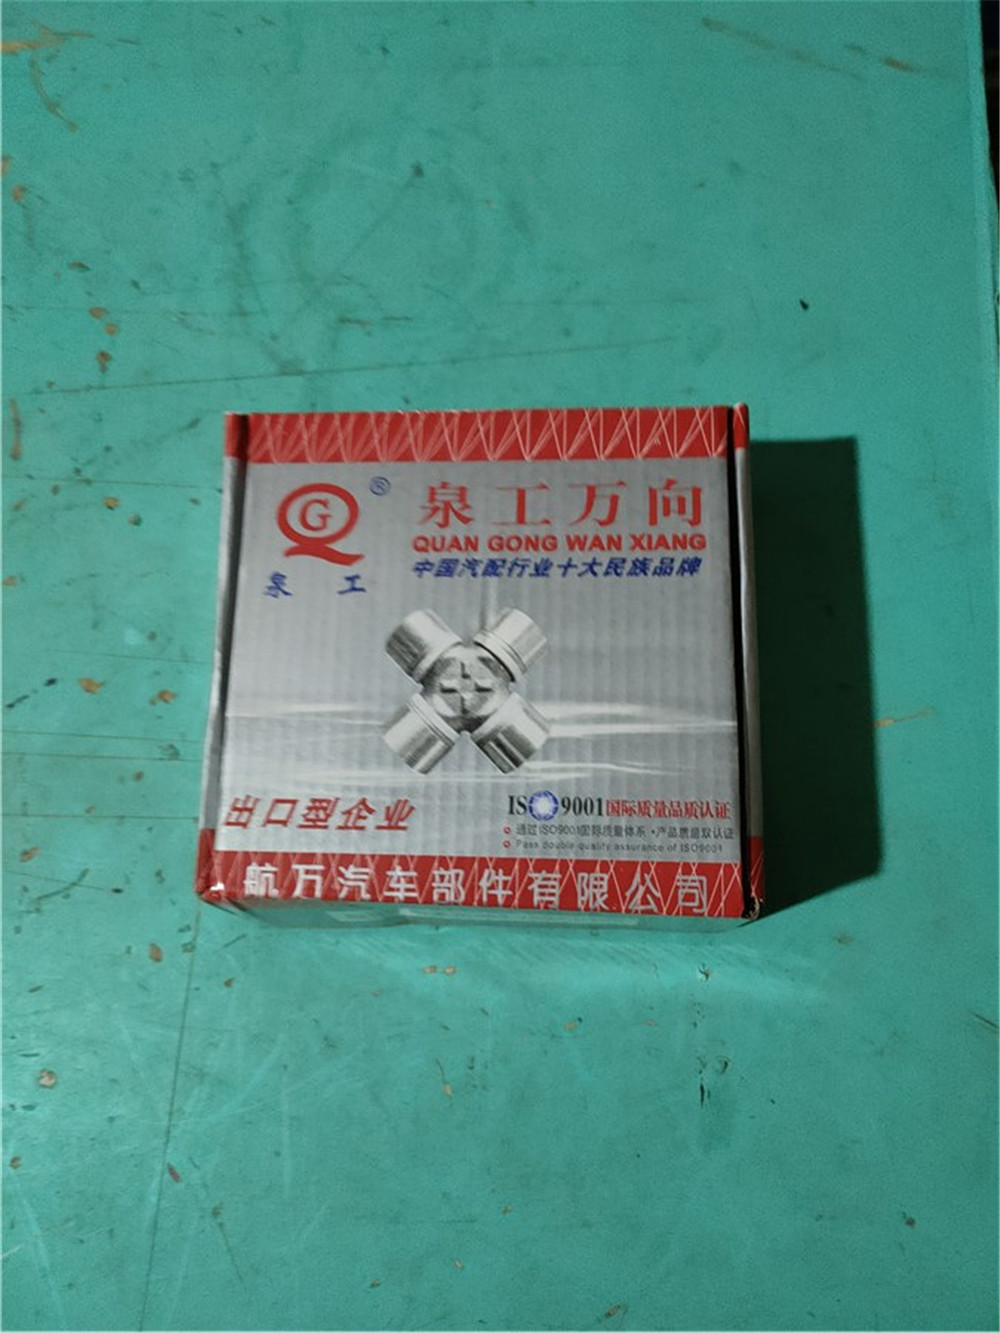 QG ®
泉工
泉工万向
QUAN GONG WAN XIANG
中国汽配行业十大民族品牌
出口型企业
ISO9001国际质量品质认证
通过ISO9001国际质量体系·产品质量双认证
Pass double quality assurance of ISO9001
航万汽车部件有限公司